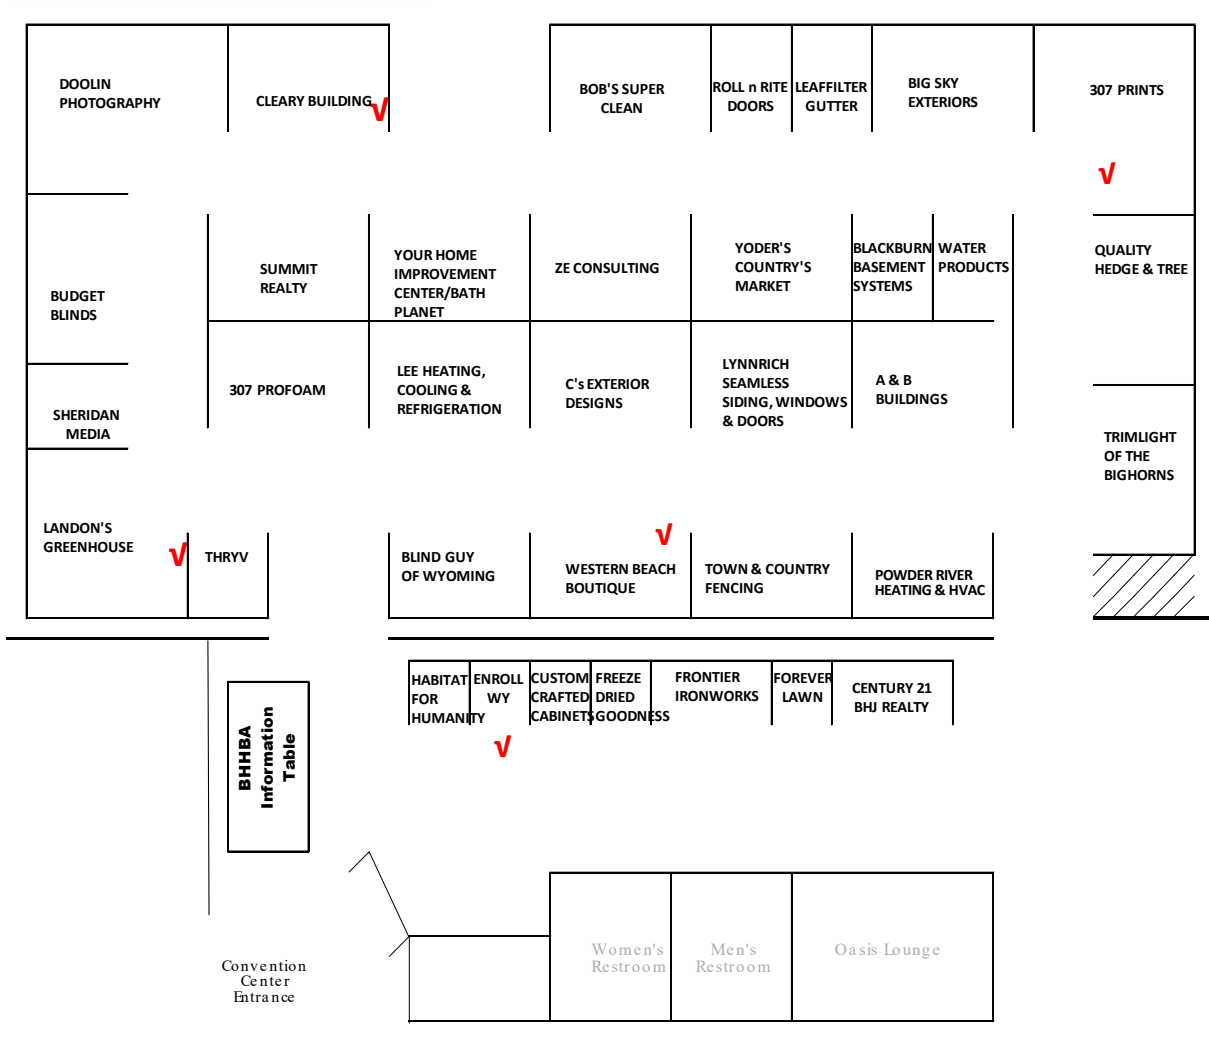 DOOLIN
PHOTOGRAPHY
CLEARY BUILDING
√
BOB'S SUPER
CLEAN
ROLL n RITE
DOORS
LEAFFILTER
GUTTER
BIG SKY
EXTERIORS
307 PRINTS
√
BUDGET
BLINDS
SUMMIT
REALTY
YOUR HOME
IMPROVEMENT
CENTER/BATH
PLANET
ZE CONSULTING
YODER'S
COUNTRY'S
MARKET
BLACKBURN
BASEMENT
SYSTEMS
WATER
PRODUCTS
QUALITY
HEDGE & TREE
SHERIDAN
MEDIA
307 PROFOAM
LEE HEATING,
COOLING &
REFRIGERATION
C's EXTERIOR
DESIGNS
LYNNRICH
SEAMLESS
SIDING, WINDOWS
& DOORS
A & B
BUILDINGS
TRIMLIGHT
OF THE
BIGHORNS
LANDON'S
GREENHOUSE
√
THRYV
BLIND GUY
OF WYOMING
√
WESTERN BEACH
BOUTIQUE
TOWN & COUNTRY
FENCING
POWDER RIVER
HEATING & HVAC
HABITAT
FOR
HUMANITY
ENROLL
WY
√
CUSTOM
CRAFTED
CABINETS
FREEZE
DRIED
GOODNESS
FRONTIER
IRONWORKS
FOREVER
LAWN
CENTURY 21
BHJ REALTY
BHHBA
Information
Table
Convention
Center
Entrance
Women's
Restroom
Men's
Restroom
Oasis Lounge